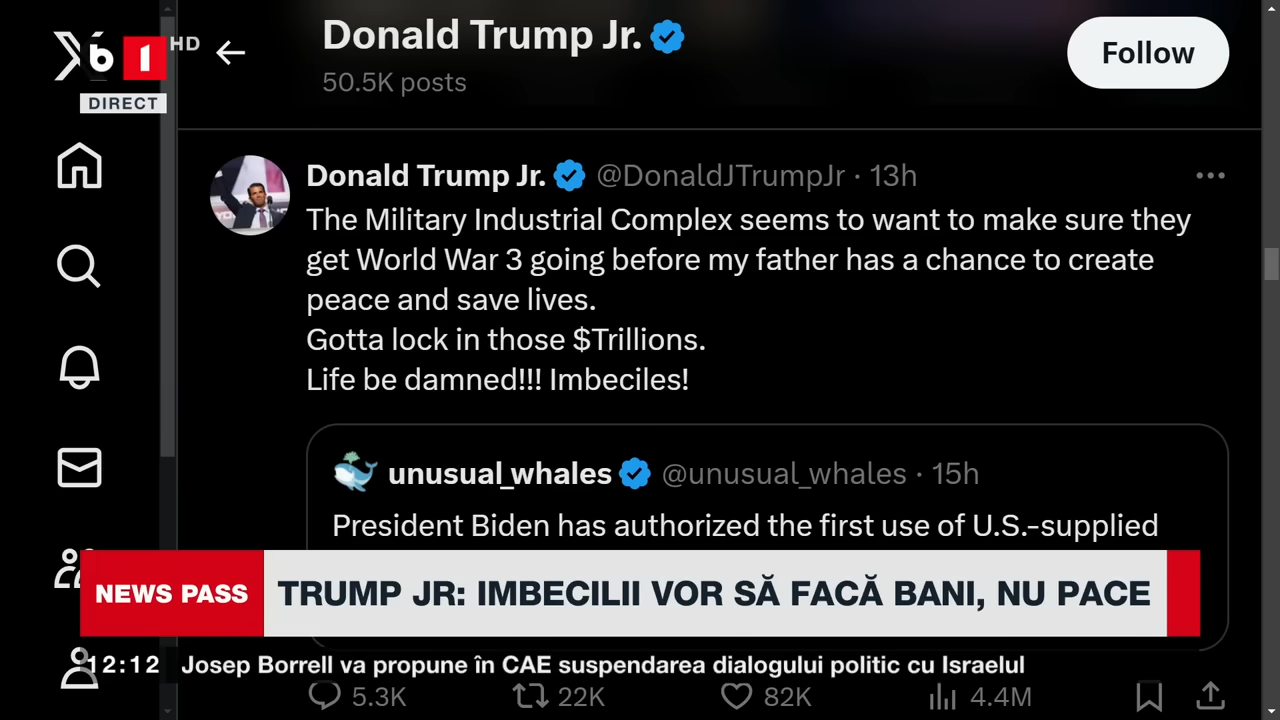 Donald Trump Jr.
50.5K posts
Follow
b1
HD
DIRECT
Donald Trump Jr. @DonaldJTrumpJr · 13h
The Military Industrial Complex seems to want to make sure they
get World War 3 going before my father has a chance to create
peace and save lives.
Gotta lock in those $Trillions.
Life be damned!!! Imbeciles!
unusual_whales @unusual_whales · 15h
President Biden has authorized the first use of U.S.-supplied
NEWS PASS
TRUMP JR: IMBECILII VOR SĂ FACĂ BANI, NU PACE
12:12 Josep Borrell va propune în CAE suspendarea dialogului politic cu Israelul
5.3K 22K 82K 4.4M